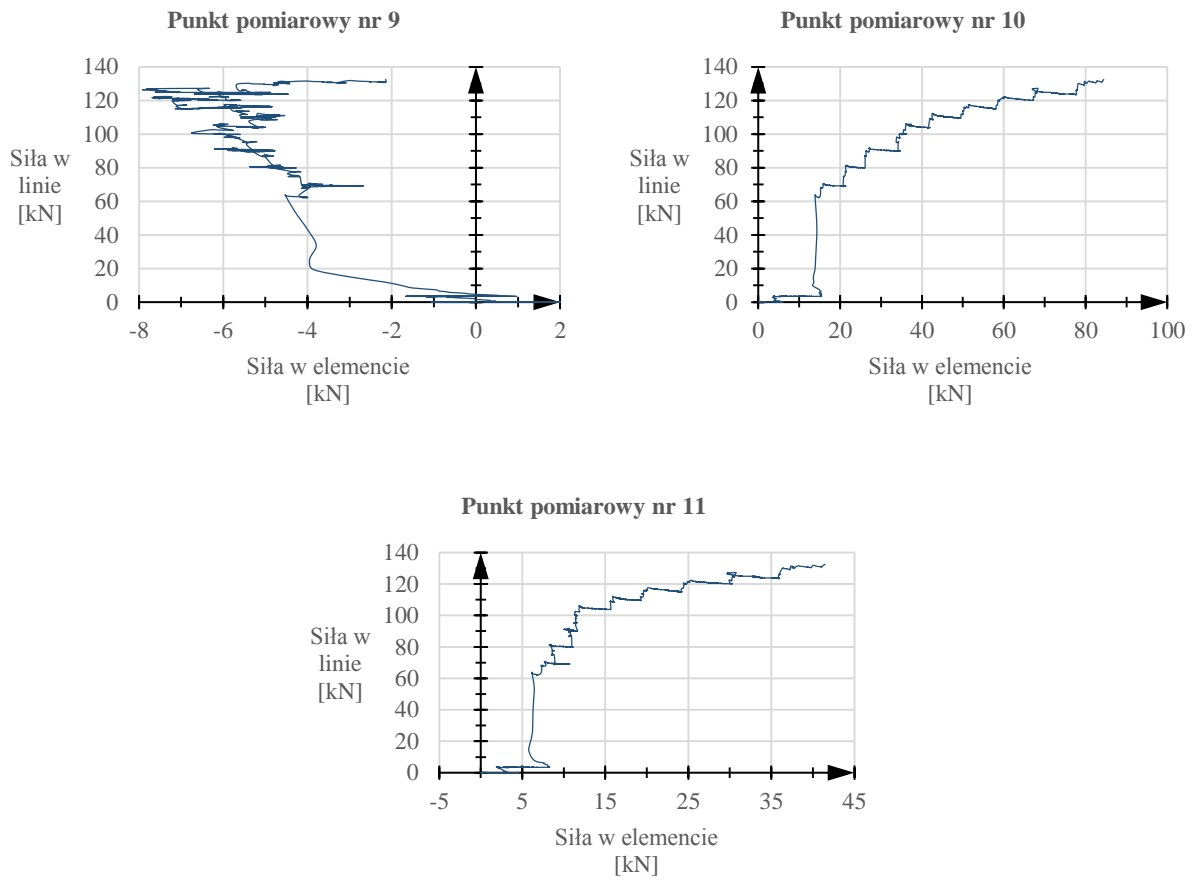 Punkt pomiarowy nr 9
140
120
100
80
60
40
20
0
Siła w
linie
[kN]
-8 -6 -4 -2 0 2
Siła w elemencie
[kN]
Punkt pomiarowy nr 10
140
120
100
80
60
40
20
0
Siła w
linie
[kN]
0 20 40 60 80 100
Siła w elemencie
[kN]
Punkt pomiarowy nr 11
140
120
100
80
60
40
20
0
Siła w
linie
[kN]
-5 5 15 25 35 45
Siła w elemencie
[kN]